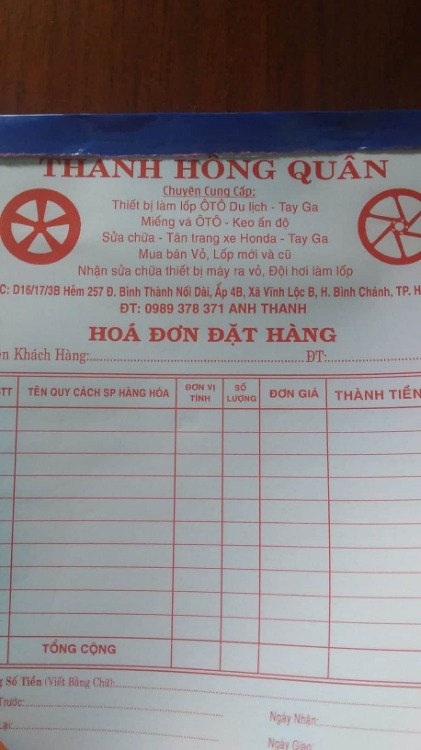 THANH HỒNG QUÂN
Chuyên Cung Cấp:
Thiết bị làm lốp ÔTÔ Du lịch - Tay Ga
Miếng vá ÔTÔ - Keo ấn độ
Sửa chữa - Tân trang xe Honda - Tay Ga
Mua bán Vỏ, Lốp mới và cũ
Nhận sửa chữa thiết bị máy ra vỏ, Đội hơi làm lốp
C: D16/17/3B Hẻm 257 Đ. Bình Thành Nối Dài, Ấp 4B, Xã Vĩnh Lộc B, H. Bình Chánh, TP. H
ĐT: 0989 378 371 ANH THANH
HOÁ ĐƠN ĐẶT HÀNG
ên Khách Hàng: ĐT:
TT TÊN QUY CÁCH SP HÀNG HÓA ĐƠN VỊ TÍNH SỐ LƯỢNG ĐƠN GIÁ THÀNH TIỀN
TỔNG CỘNG
g Số Tiền (Viết Bằng Chữ):
Trước:
Ngày Nhận:
ại:
Ngày Giao: